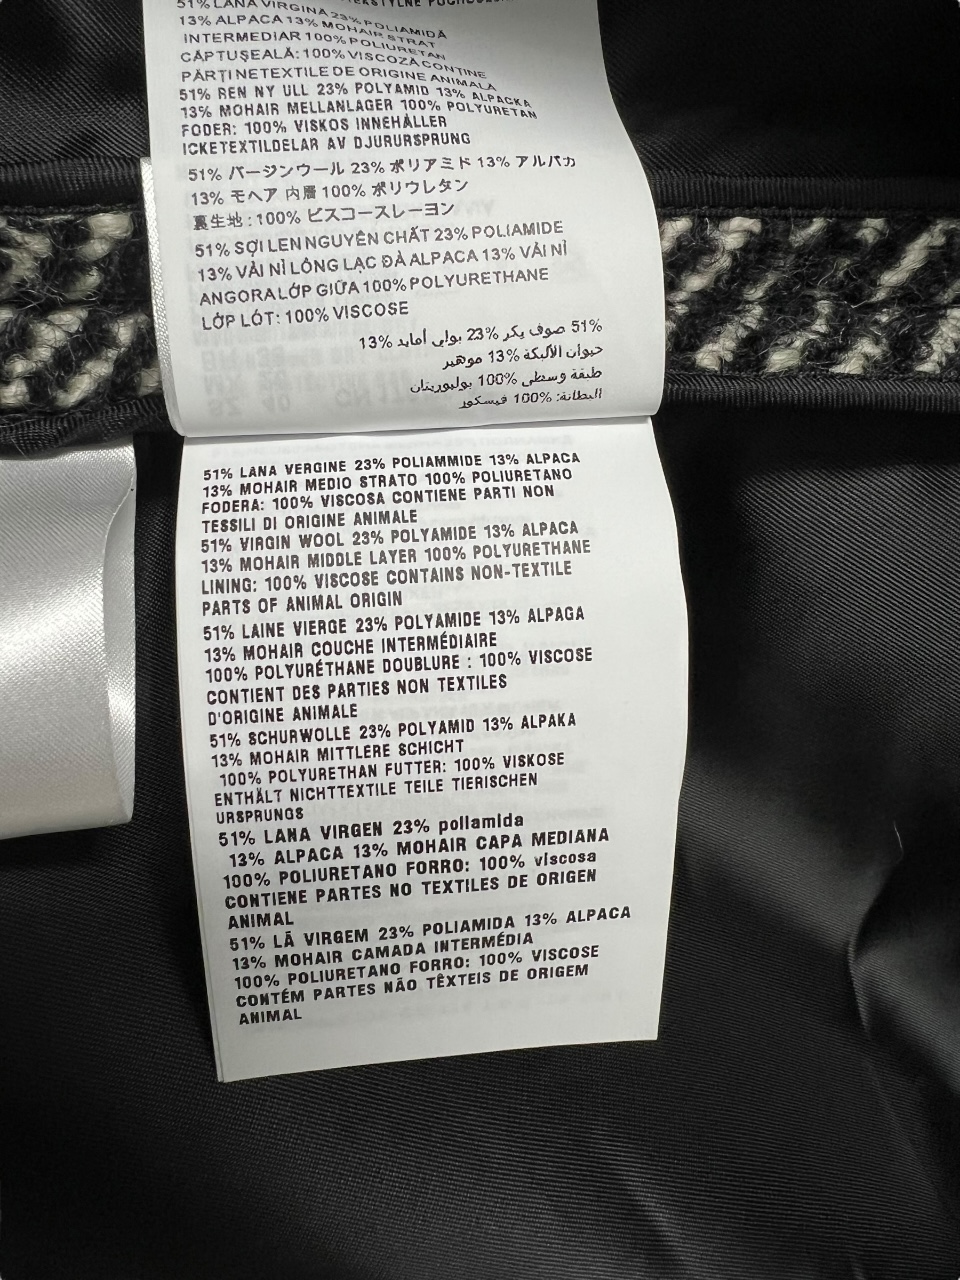 51% LANA VIRGINA 23% POLIAMIDĂ
13% ALPACA 13% MOHAIR STRAT
INTERMEDIAR 100% POLIURETAN
CĂPTUȘEALĂ: 100% VISCOZĂ CONȚINE
PĂRȚI NETEXTILE DE ORIGINE ANIMALĂ
51% REN NY ULL 23% POLYAMID 13% ALPACKA
13% MOHAIR MELLANLAGER 100% POLYURETAN
FODER: 100% VISKOS INNEHÅLLER
ICKETEXTILDELAR AV DJURURSPRUNG
51% バージンウール 23% ポリアミド 13% アルパカ
13% モヘア 内層 100% ポリウレタン
裏生地 : 100% ビスコースレーヨン
51% SỢI LEN NGUYÊN CHẤT 23% POLIAMIDE
13% VẢI NỈ LÔNG LẠC ĐÀ ALPACA 13% VẢI NỈ
ANGORA LỚP GIỮA 100% POLYURETHANE
LỚP LÓT: 100% VISCOSE
51% صوف بكر 23% بولي أمايد 13%
حيوان الألبكة 13% موهير
طبقة وسطى 100% بوليوريثان
البطانة: 100% فيسكوز
51% LANA VERGINE 23% POLIAMMIDE 13% ALPACA
13% MOHAIR MEDIO STRATO 100% POLIURETANO
FODERA: 100% VISCOSA CONTIENE PARTI NON
TESSILI DI ORIGINE ANIMALE
51% VIRGIN WOOL 23% POLYAMIDE 13% ALPACA
13% MOHAIR MIDDLE LAYER 100% POLYURETHANE
LINING: 100% VISCOSE CONTAINS NON-TEXTILE
PARTS OF ANIMAL ORIGIN
51% LAINE VIERGE 23% POLYAMIDE 13% ALPAGA
13% MOHAIR COUCHE INTERMÉDIAIRE
100% POLYURÉTHANE DOUBLURE : 100% VISCOSE
CONTIENT DES PARTIES NON TEXTILES
D'ORIGINE ANIMALE
51% SCHURWOLLE 23% POLYAMID 13% ALPAKA
13% MOHAIR MITTLERE SCHICHT
100% POLYURETHAN FUTTER: 100% VISKOSE
ENTHÄLT NICHTTEXTILE TEILE TIERISCHEN
URSPRUNGS
51% LANA VIRGEN 23% poliamida
13% ALPACA 13% MOHAIR CAPA MEDIANA
100% POLIURETANO FORRO: 100% viscosa
CONTIENE PARTES NO TEXTILES DE ORIGEN
ANIMAL
51% LÃ VIRGEM 23% POLIAMIDA 13% ALPACA
13% MOHAIR CAMADA INTERMÉDIA
100% POLIURETANO FORRO: 100% VISCOSE
CONTÉM PARTES NÃO TÊXTEIS DE ORIGEM
ANIMAL